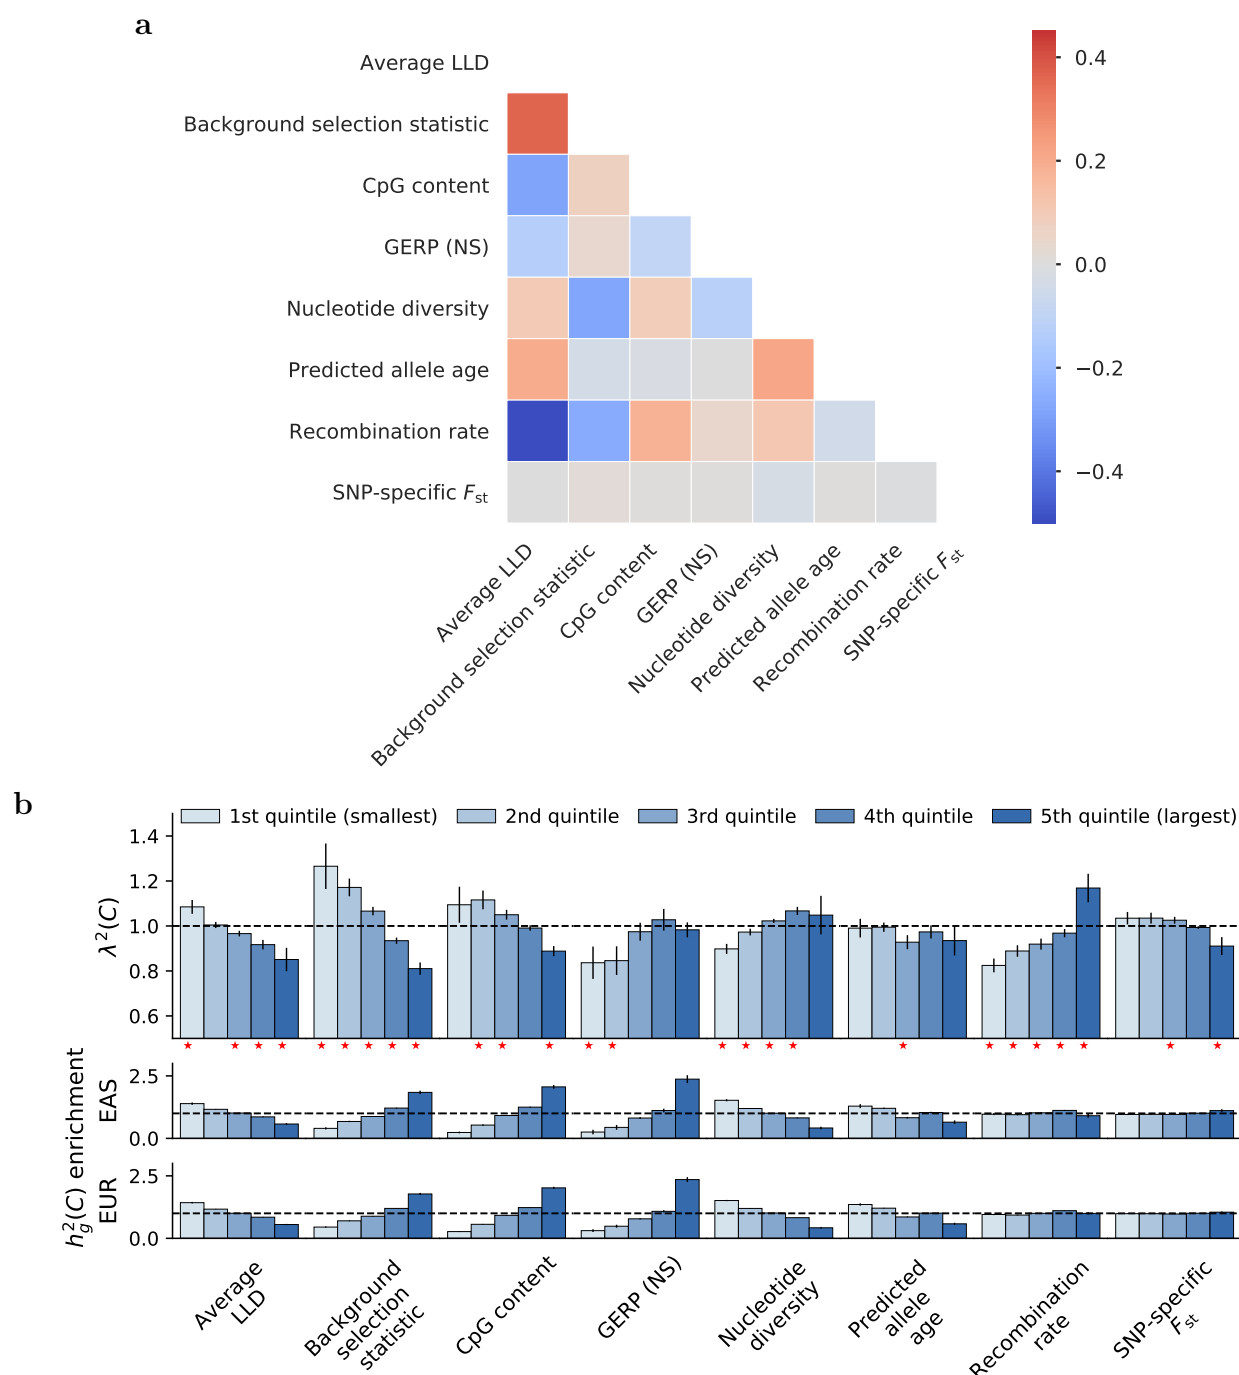 a
Average LLD
Background selection statistic
CpG content
GERP (NS)
Nucleotide diversity
Predicted allele age
Recombination rate
SNP-specific F_st
0.4
0.2
0.0
−0.2
−0.4
Average LLD
Background selection statistic
CpG content
GERP (NS)
Nucleotide diversity
Predicted allele age
Recombination rate
SNP-specific F_st
b
1st quintile (smallest)
2nd quintile
3rd quintile
4th quintile
5th quintile (largest)
λ²(C)
1.4
1.2
1.0
0.8
0.6
h²_g(C) enrichment
EAS
2.5
0.0
EUR
2.5
0.0
Average
LLD
Background
selection
statistic
CpG content
GERP (NS)
Nucleotide
diversity
Predicted
allele
age
Recombination
rate
SNP-specific
F_st